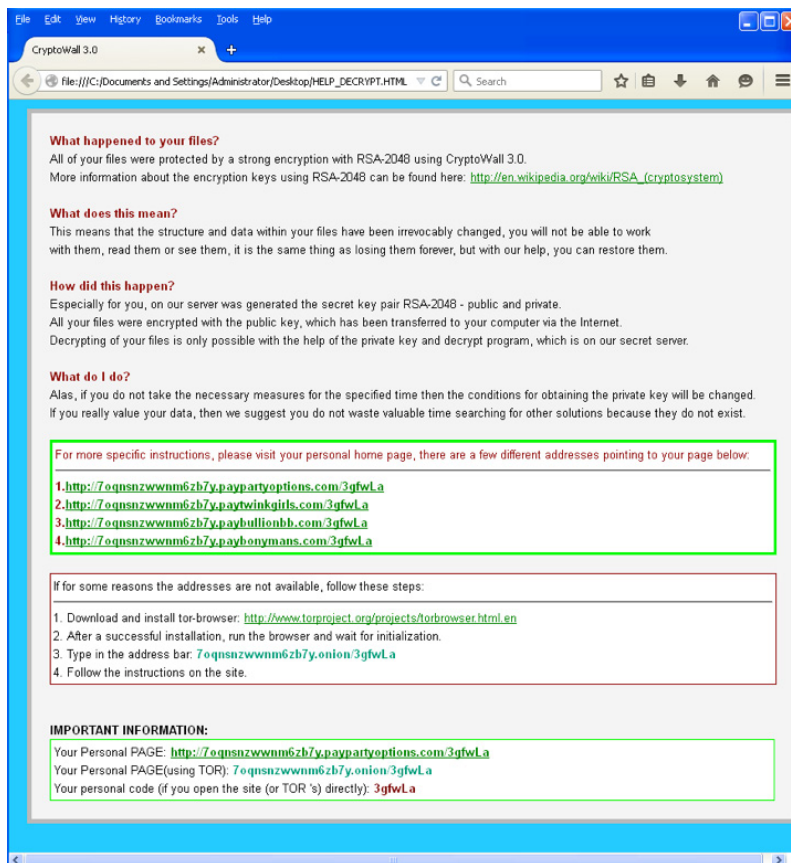 File Edit View History Bookmarks Tools Help
CryptoWall 3.0
file:///C:/Documents and Settings/Administrator/Desktop/HELP_DECRYPT.HTML
Search
What happened to your files?
All of your files were protected by a strong encryption with RSA-2048 using CryptoWall 3.0.
More information about the encryption keys using RSA-2048 can be found here: http://en.wikipedia.org/wiki/RSA_(cryptosystem)
What does this mean?
This means that the structure and data within your files have been irrevocably changed, you will not be able to work
with them, read them or see them, it is the same thing as losing them forever, but with our help, you can restore them.
How did this happen?
Especially for you, on our server was generated the secret key pair RSA-2048 - public and private.
All your files were encrypted with the public key, which has been transferred to your computer via the Internet.
Decrypting of your files is only possible with the help of the private key and decrypt program, which is on our secret server.
What do I do?
Alas, if you do not take the necessary measures for the specified time then the conditions for obtaining the private key will be changed.
If you really value your data, then we suggest you do not waste valuable time searching for other solutions because they do not exist.
For more specific instructions, please visit your personal home page, there are a few different addresses pointing to your page below:
1.http://7oqnsnzwwnm6zb7y.paypartyoptions.com/3gfwLa
2.http://7oqnsnzwwnm6zb7y.paytwinkgirls.com/3gfwLa
3.http://7oqnsnzwwnm6zb7y.paybullionbb.com/3gfwLa
4.http://7oqnsnzwwnm6zb7y.paybonymans.com/3gfwLa
If for some reasons the addresses are not available, follow these steps:
1. Download and install tor-browser: http://www.torproject.org/projects/torbrowser.html.en
2. After a successful installation, run the browser and wait for initialization.
3. Type in the address bar: 7oqnsnzwwnm6zb7y.onion/3gfwLa
4. Follow the instructions on the site.
IMPORTANT INFORMATION:
Your Personal PAGE: http://7oqnsnzwwnm6zb7y.paypartyoptions.com/3gfwLa
Your Personal PAGE(using TOR): 7oqnsnzwwnm6zb7y.onion/3gfwLa
Your personal code (if you open the site (or TOR 's) directly): 3gfwLa